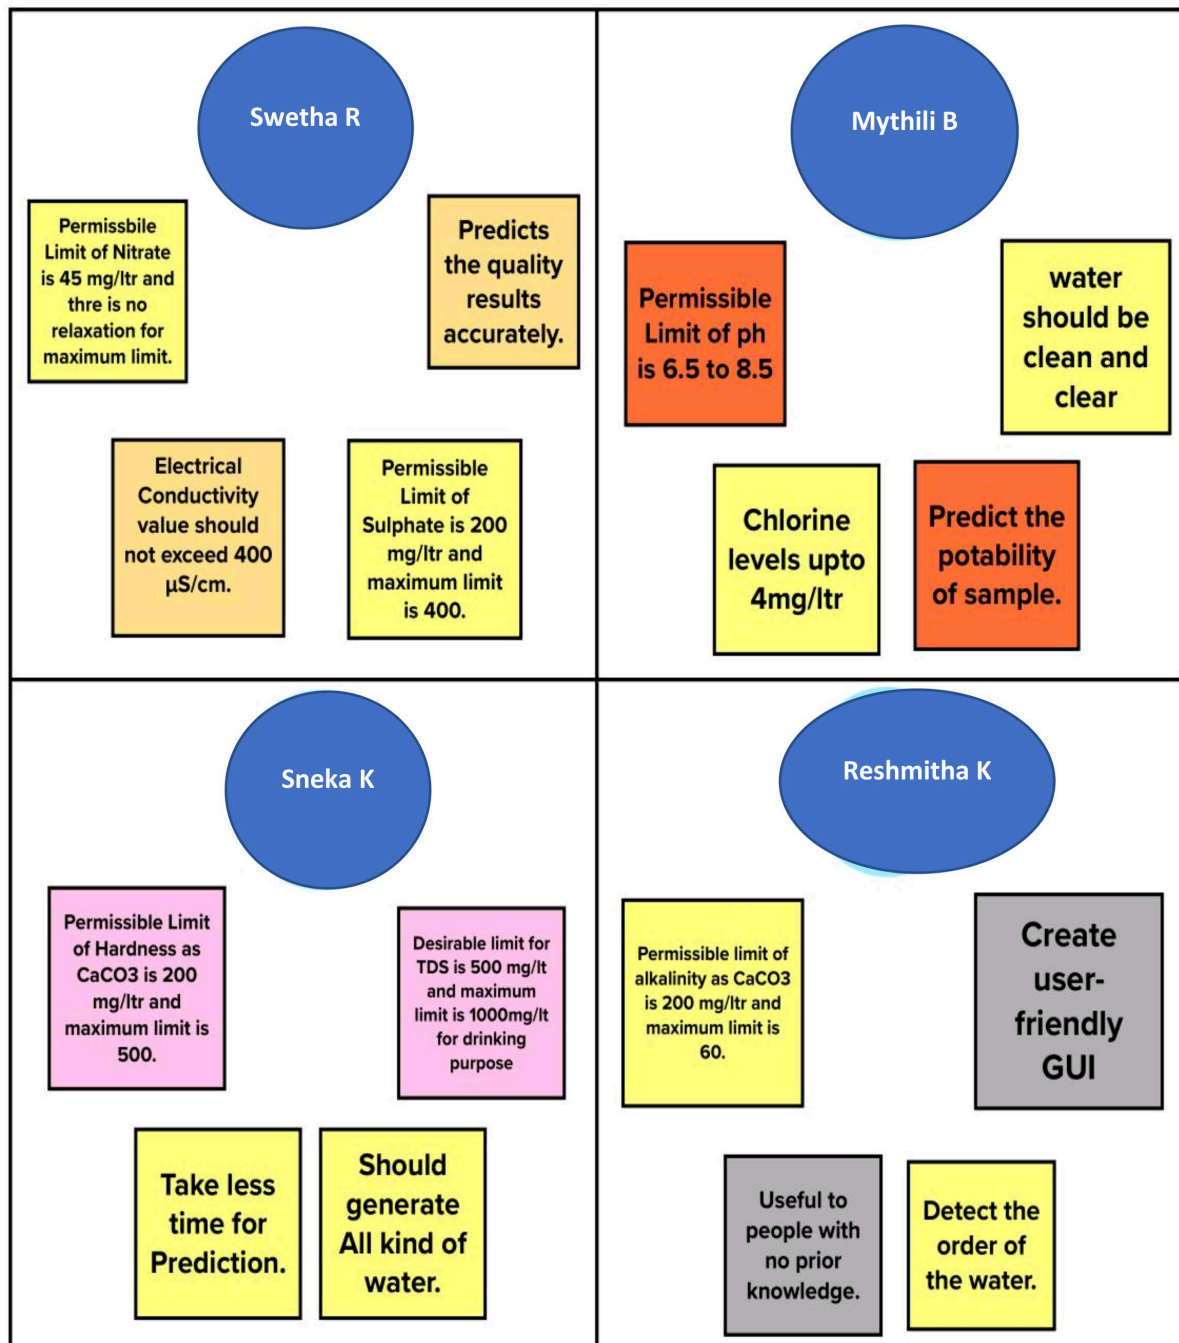 Swetha R
Permissbile
Limit of Nitrate
is 45 mg/ltr and
thre is no
relaxation for
maximum limit.
Predicts
the quality
results
accurately.
Electrical
Conductivity
value should
not exceed 400
µS/cm.
Permissible
Limit of
Sulphate is 200
mg/ltr and
maximum limit
is 400.
Mythili B
Permissible
Limit of ph
is 6.5 to 8.5
water
should be
clean and
clear
Chlorine
levels upto
4mg/ltr
Predict the
potability
of sample.
Sneka K
Permissible Limit
of Hardness as
CaCO3 is 200
mg/ltr and
maximum limit is
500.
Desirable limit for
TDS is 500 mg/lt
and maximum
limit is 1000mg/lt
for drinking
purpose
Take less
time for
Prediction.
Should
generate
All kind of
water.
Reshmitha K
Permissible limit of
alkalinity as CaCO3
is 200 mg/ltr and
maximum limit is
60.
Create
user-
friendly
GUI
Useful to
people with
no prior
knowledge.
Detect the
order of
the water.